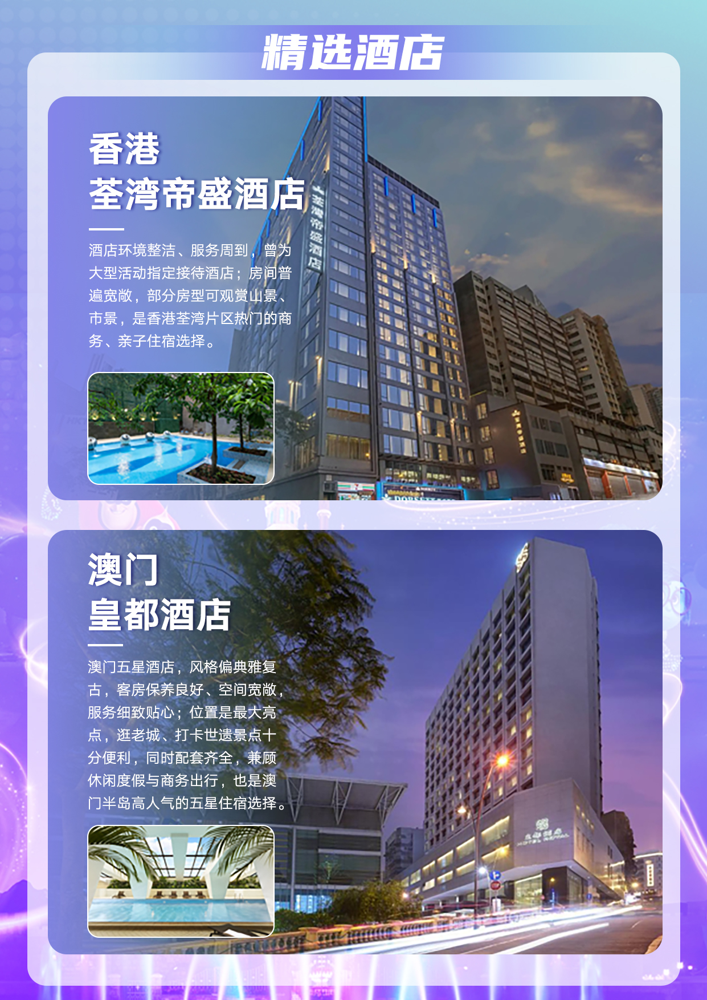 精选酒店
香港
荃湾帝盛酒店
荃灣帝盛酒店
酒店环境整洁、服务周到，曾为
大型活动指定接待酒店；房间普
遍宽敞，部分房型可观赏山景、
市景，是香港荃湾片区热门的商
务、亲子住宿选择。
澳门
皇都酒店
澳门五星酒店，风格偏典雅复
古，客房保养良好、空间宽敞，
服务细致贴心；位置是最大亮
点，逛老城、打卡世遗景点十
分便利，同时配套齐全，兼顾
休闲度假与商务出行，也是澳
门半岛高人气的五星住宿选择。
皇都酒店
HOTEL ROYAL